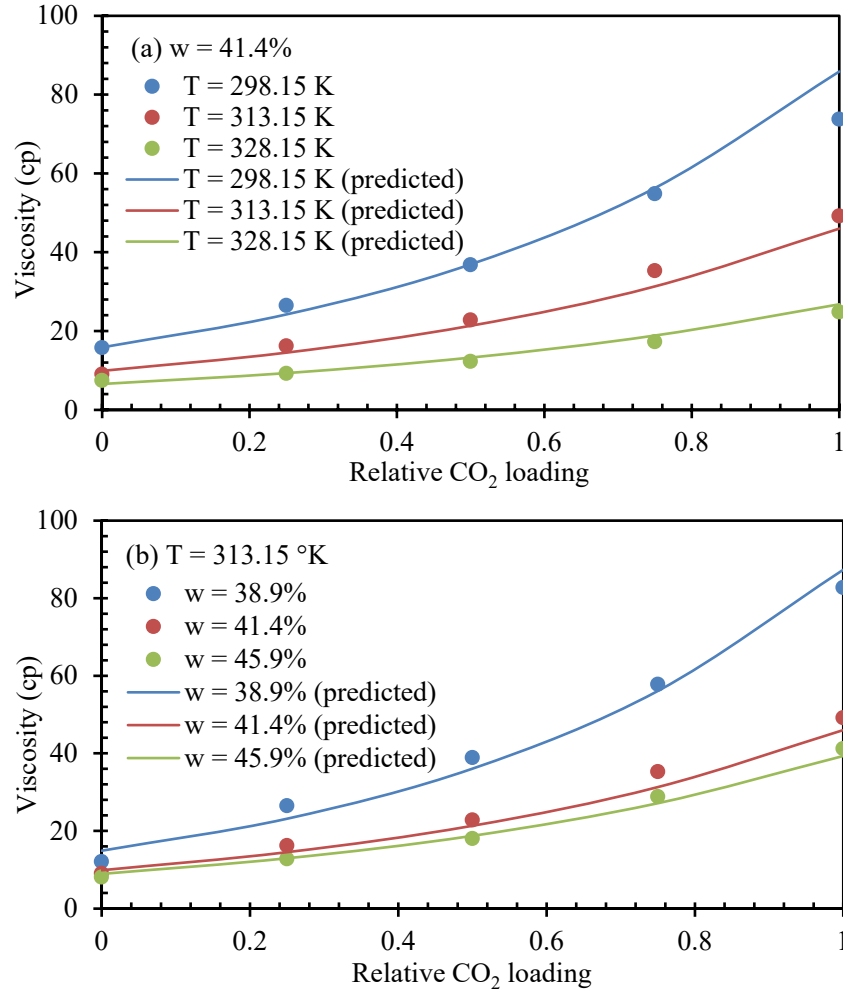 100
80
60
40
20
0
Viscosity (cp)
(a) w = 41.4%
T = 298.15 K
T = 313.15 K
T = 328.15 K
T = 298.15 K (predicted)
T = 313.15 K (predicted)
T = 328.15 K (predicted)
0 0.2 0.4 0.6 0.8 1
Relative CO₂ loading
100
80
60
40
20
0
Viscosity (cp)
(b) T = 313.15 °K
w = 38.9%
w = 41.4%
w = 45.9%
w = 38.9% (predicted)
w = 41.4% (predicted)
w = 45.9% (predicted)
0 0.2 0.4 0.6 0.8 1
Relative CO₂ loading